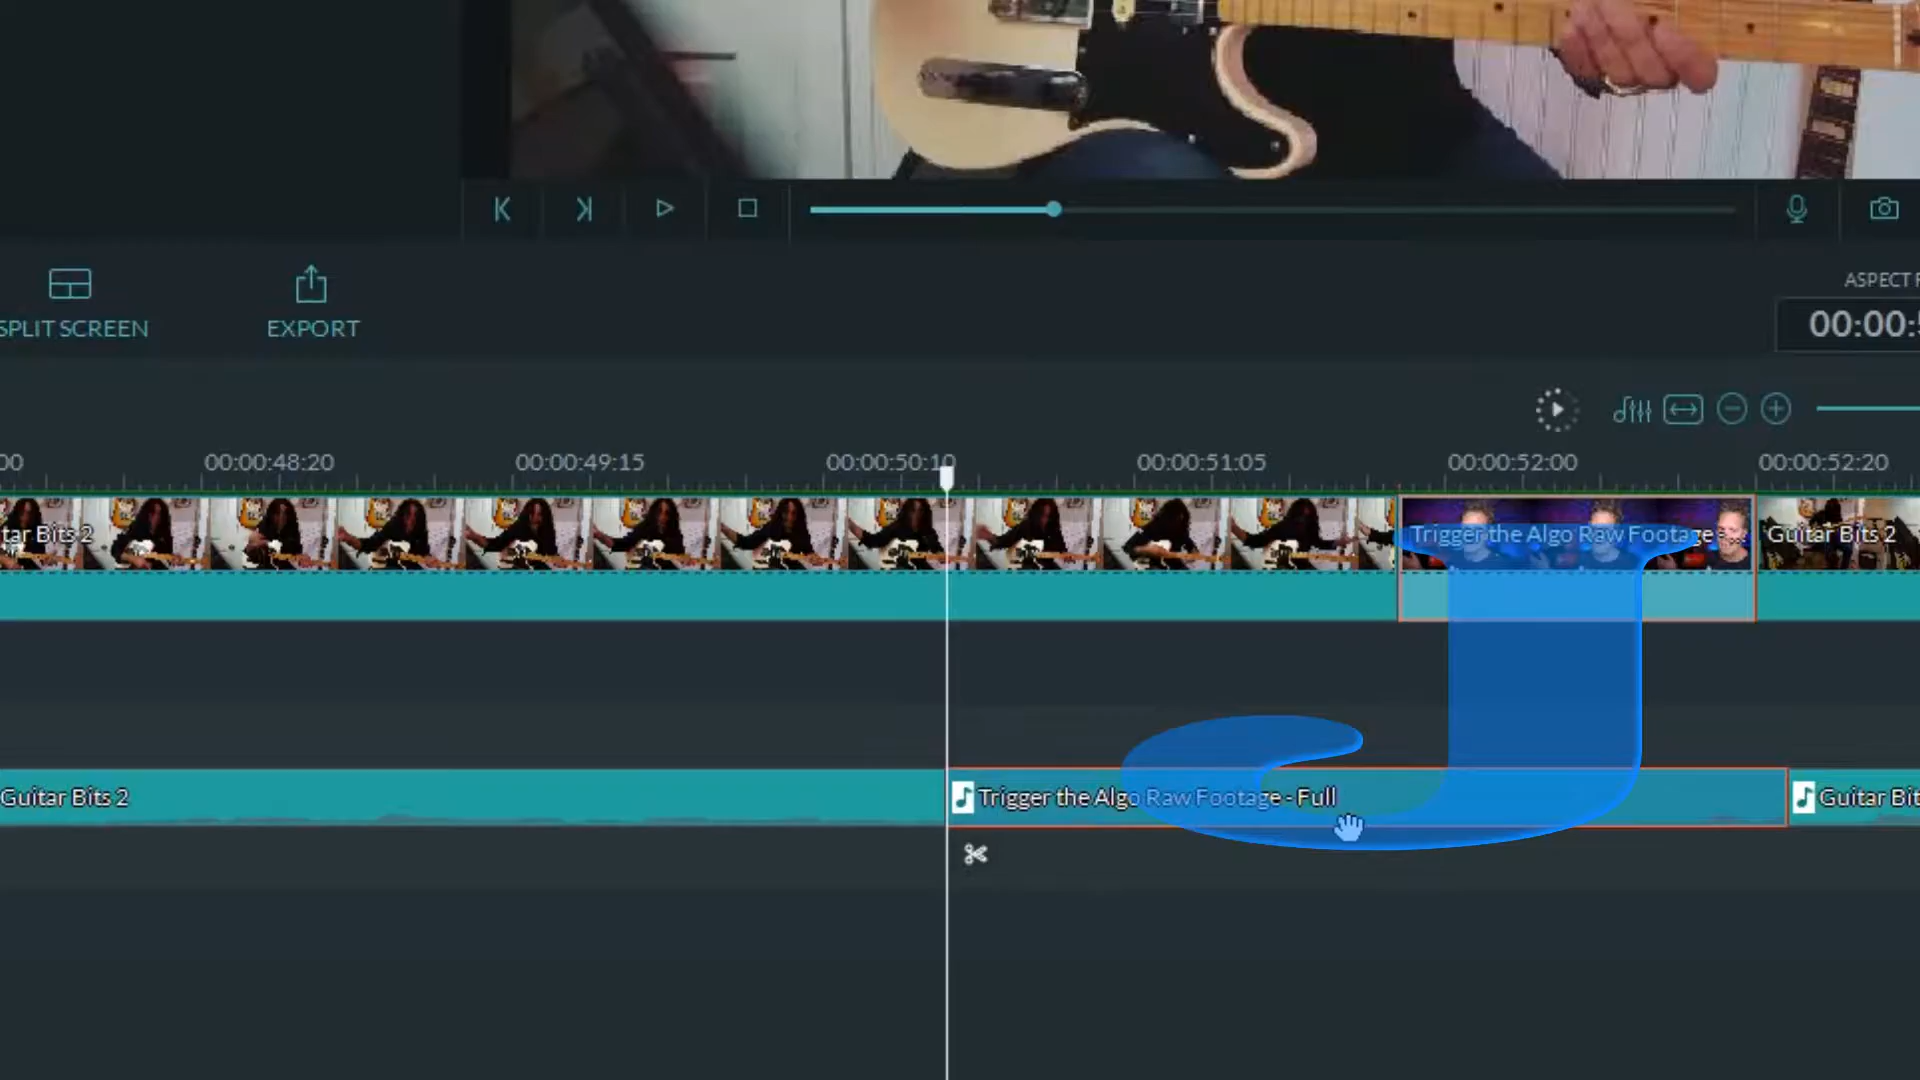 SPLIT SCREEN
EXPORT
ASPECT
00:00:
00
00:00:48:20
00:00:49:15
00:00:50:10
00:00:51:05
00:00:52:00
00:00:52:20
tar Bits 2
Trigger the Algo Raw Footage - ...
Guitar Bits 2
J
Guitar Bits 2
Trigger the Algo Raw Footage - Full
Guitar Bit